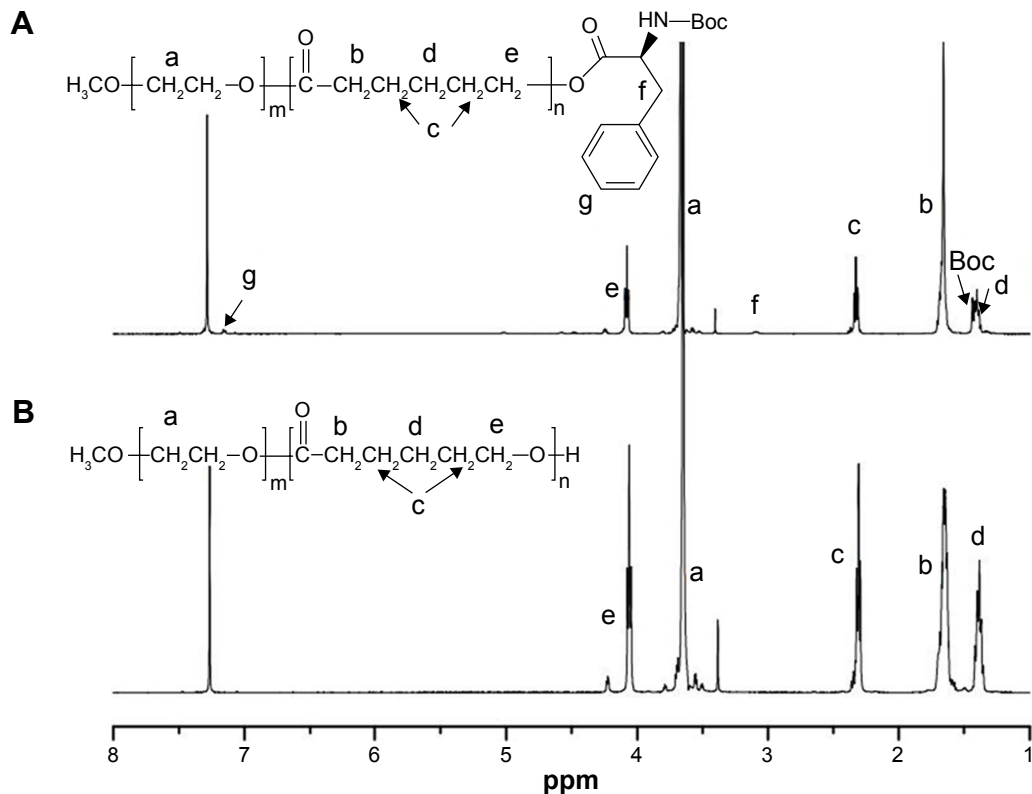 A
H₃CO [CH₂CH₂–O]m [C(=O)–CH₂CH₂CH₂CH₂CH₂]n O
O
HN–Boc
a
b
d
e
c
f
g
g
e
a
f
c
b
Boc
d
B
H₃CO [CH₂CH₂–O]m [C(=O)–CH₂CH₂CH₂CH₂CH₂–O]n H
a
b
d
e
c
e
a
c
b
d
8 7 6 5 4 3 2 1
ppm